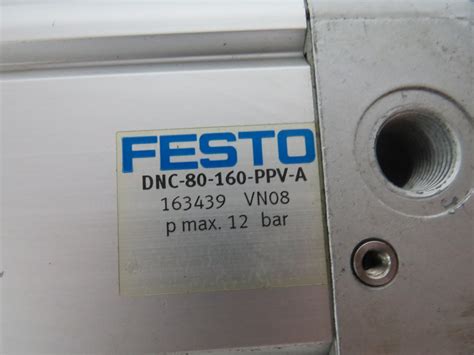 FESTO
DNC-80-160-PPV-A
163439 VN08
p max. 12 bar